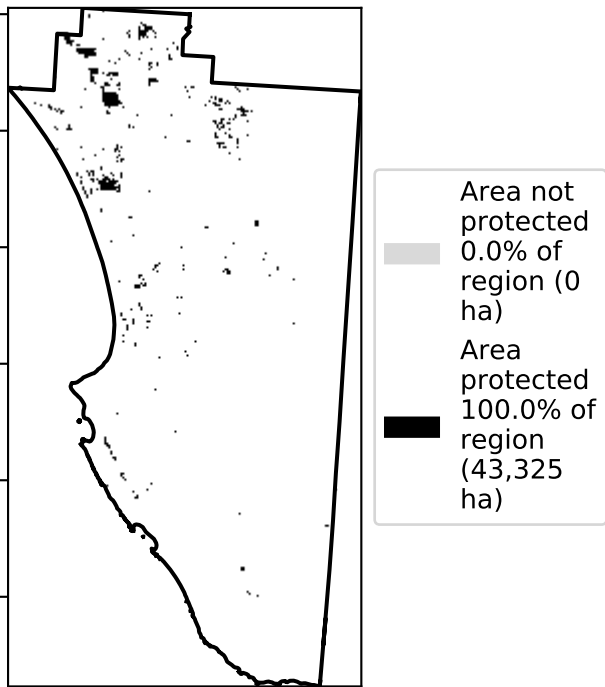 Area not
protected
0.0% of
region (0
ha)
Area
protected
100.0% of
region
(43,325
ha)